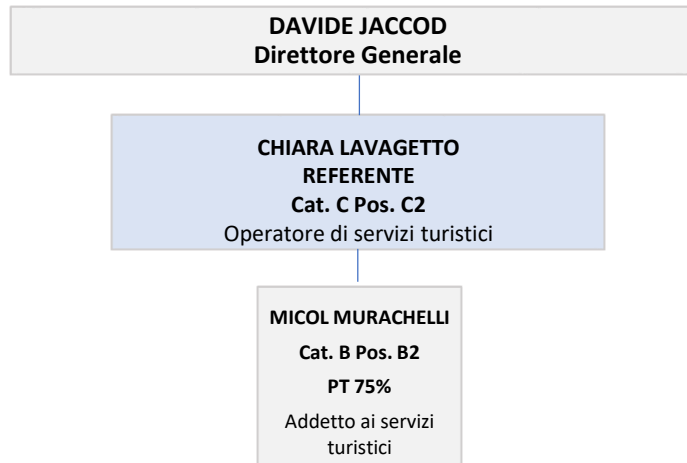 DAVIDE JACCOD
Direttore Generale
CHIARA LAVAGETTO
REFERENTE
Cat. C Pos. C2
Operatore di servizi turistici
MICOL MURACHELLI
Cat. B Pos. B2
PT 75%
Addetto ai servizi
turistici